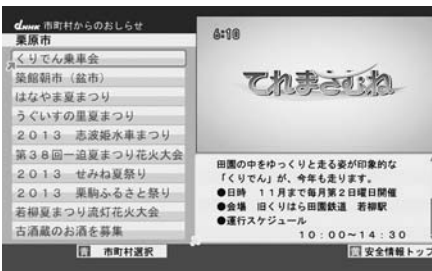 dNHK 市町村からのおしらせ
栗原市
くりでん乗車会
築館朝市（盆市）
はなやま夏まつり
うぐいすの里夏まつり
２０１３　志波姫水車まつり
第３８回一迫夏まつり花火大会
２０１３　せみね夏祭り
２０１３　栗駒ふるさと祭り
若柳夏まつり流灯花火大会
古酒蔵のお酒を募集
青 市町村選択
6:10
てれまさむね
田園の中をゆっくりと走る姿が印象的な
「くりでん」が、今年も走ります。
●日時　１１月まで毎月第２日曜日開催
●会場　旧くりはら田園鉄道　若柳駅
●運行スケジュール
１０：００～１４：３０
黄 安全情報トップ